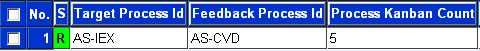 No. S Target Process Id Feedback Process Id Process Kanban Count
1 R AS-IEX AS-CVD 5